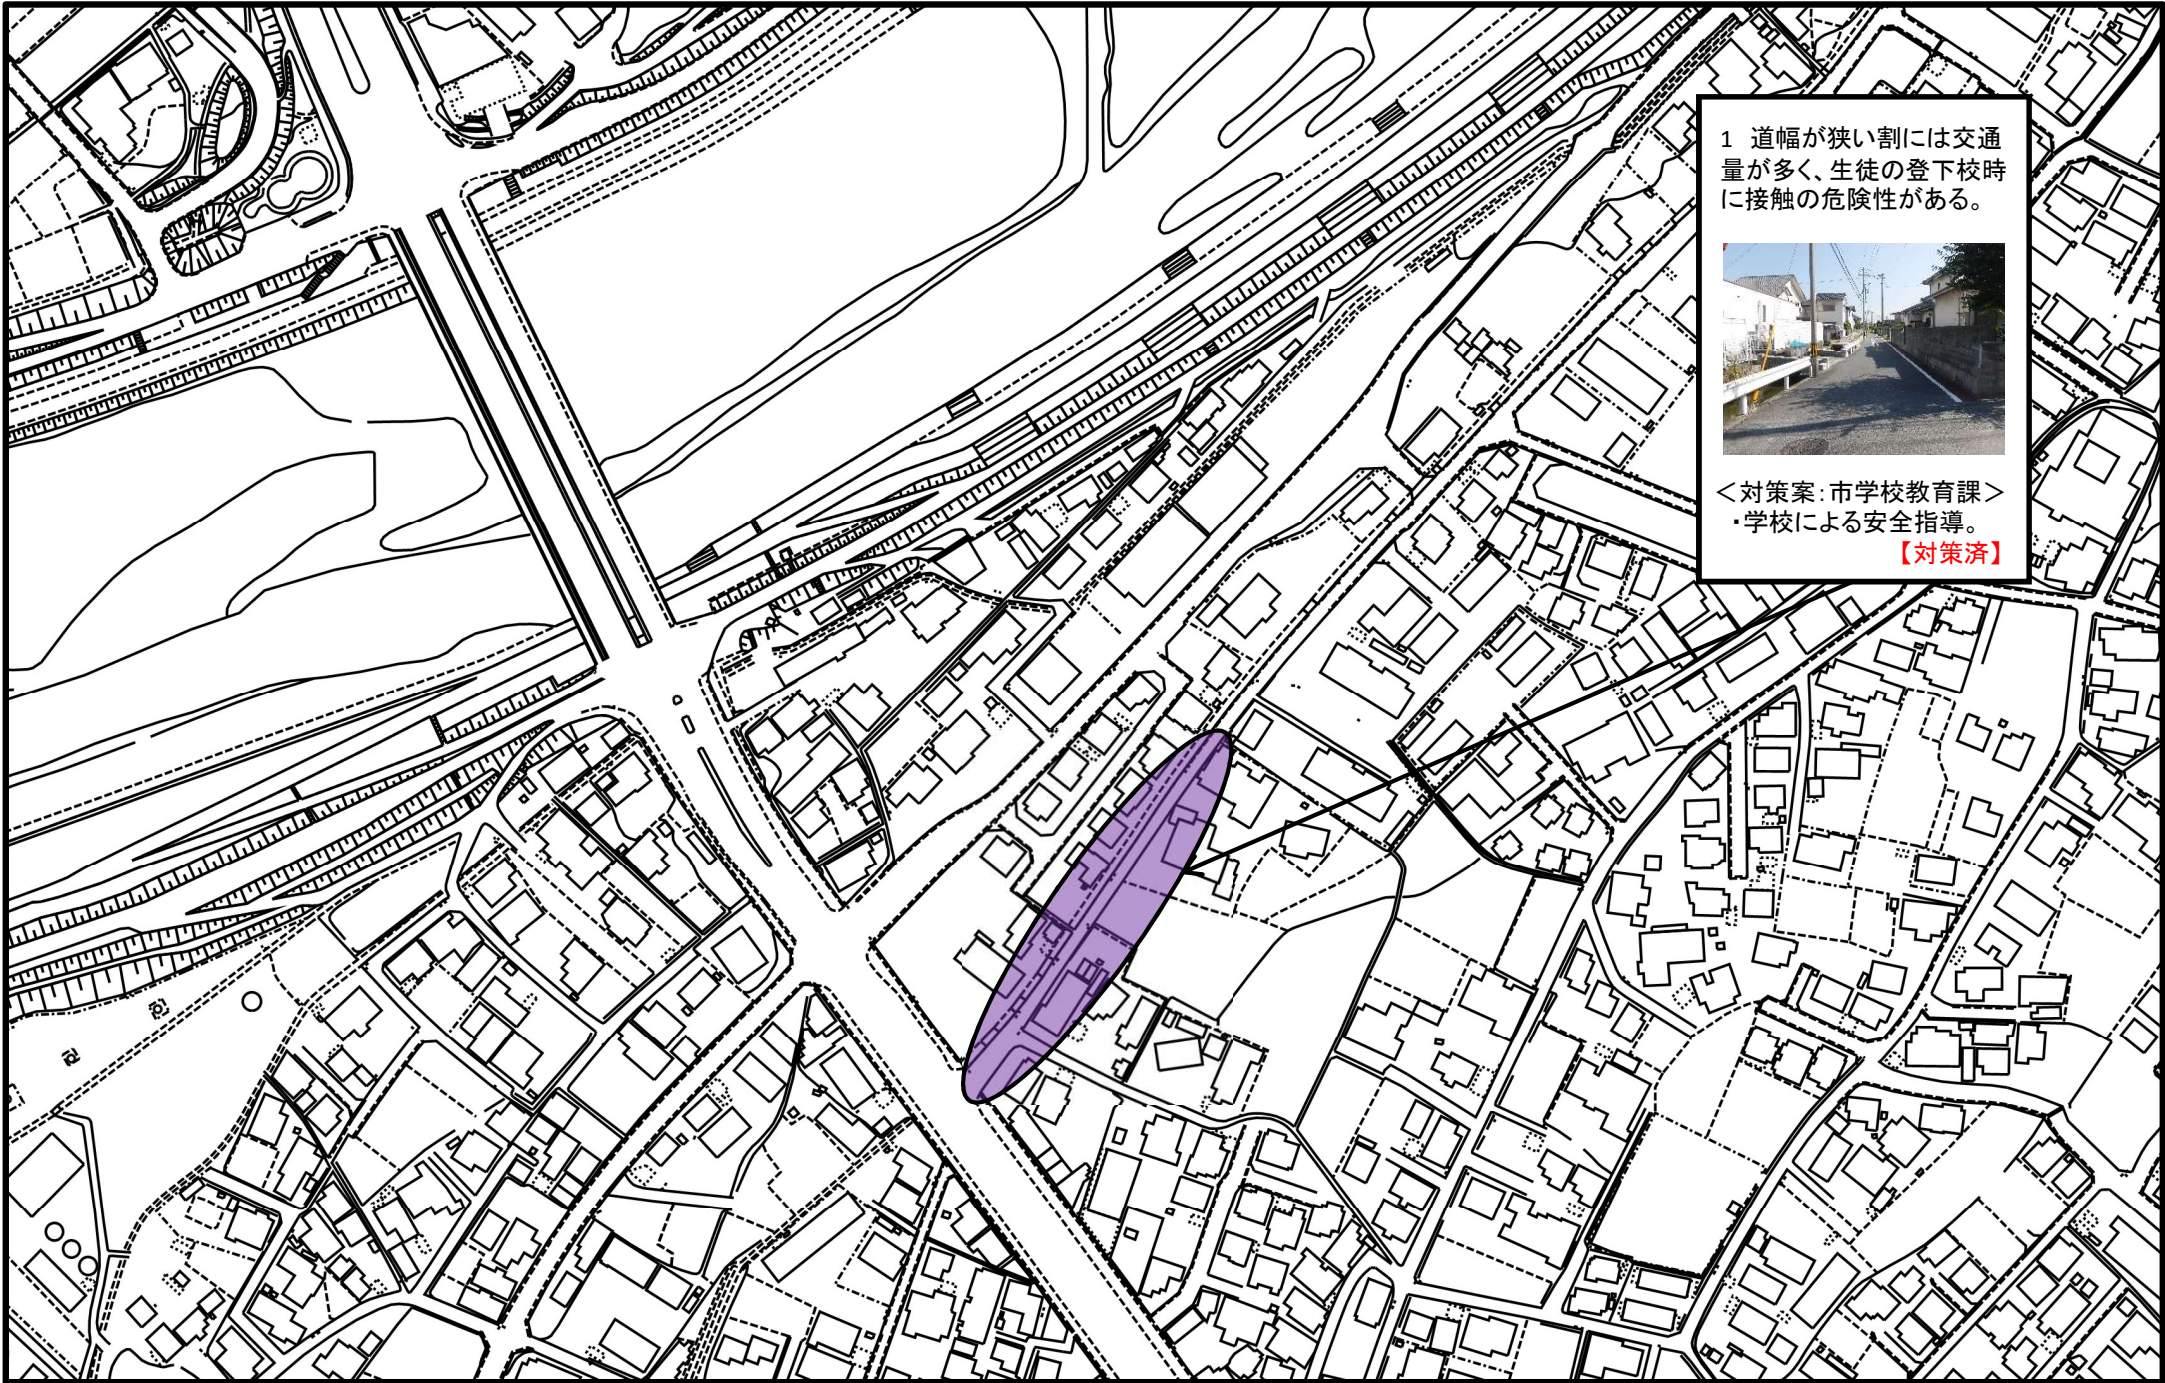 1 道幅が狭い割には交通
量が多く、生徒の登下校時
に接触の危険性がある。
＜対策案：市学校教育課＞
・学校による安全指導。
【対策済】